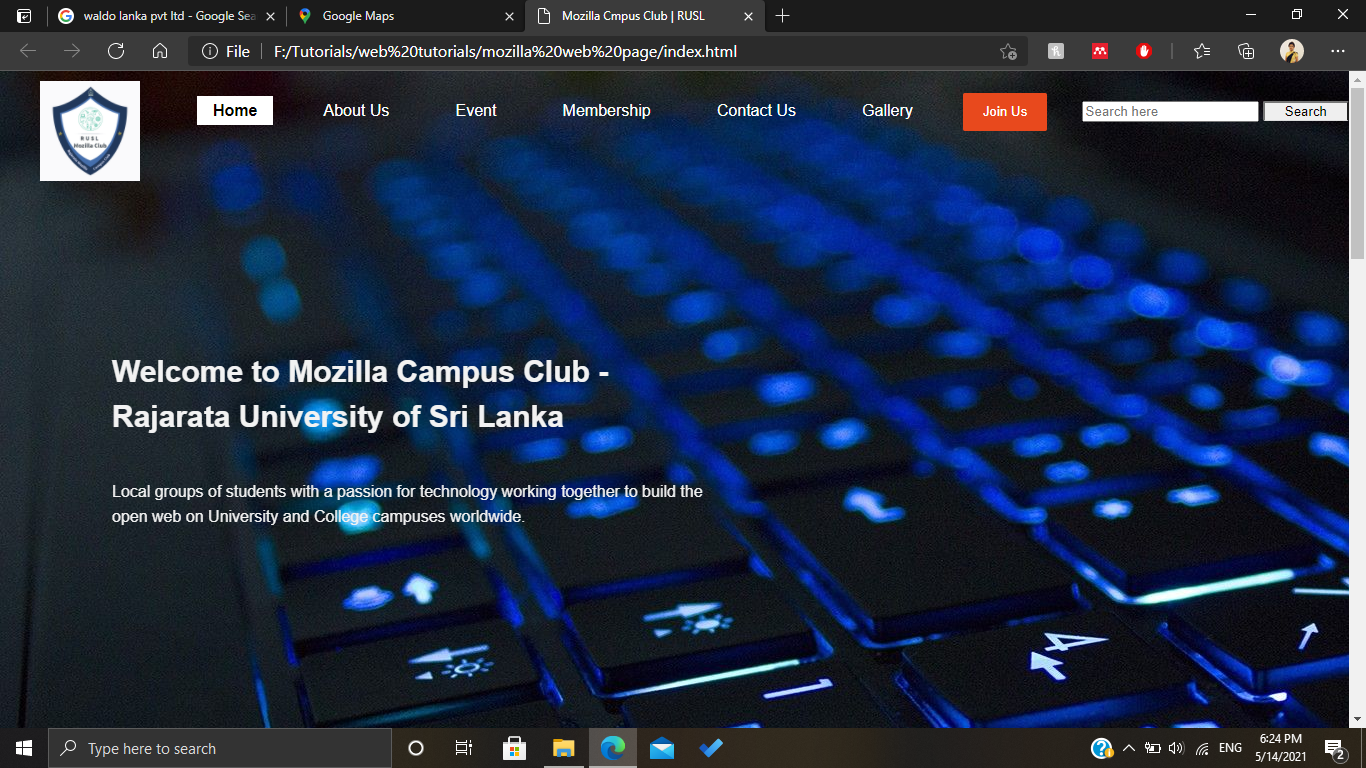 waldo lanka pvt ltd - Google Sea
Google Maps
Mozilla Cmpus Club | RUSL
File
F:/Tutorials/web%20tutorials/mozilla%20web%20page/index.html
RUSL
Mozilla Club
Home
About Us
Event
Membership
Contact Us
Gallery
Join Us
Search here
Search
Welcome to Mozilla Campus Club -
Rajarata University of Sri Lanka
Local groups of students with a passion for technology working together to build the
open web on University and College campuses worldwide.
4
1
Type here to search
ENG
6:24 PM
5/14/2021
2